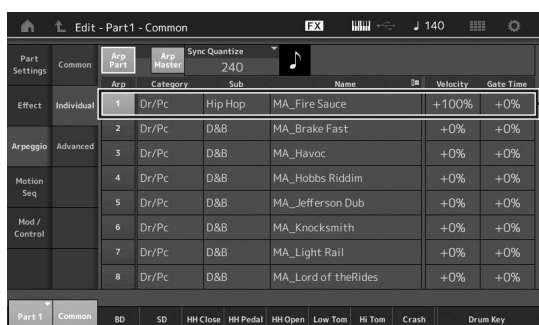 Edit - Part1 - Common FX 140
Part Settings Common Arp Part Arp Master Sync Quantize 240
Arp Category Sub Name Velocity Gate Time
Effect Individual 1 Dr/Pc Hip Hop MA_Fire Sauce +100% +0%
2 Dr/Pc D&B MA_Brake Fast +0% +0%
Arpeggio Advanced 3 Dr/Pc D&B MA_Havoc +0% +0%
Motion Seq 4 Dr/Pc D&B MA_Hobbs Riddim +0% +0%
5 Dr/Pc D&B MA_Jefferson Dub +0% +0%
Mod / Control 6 Dr/Pc D&B MA_Knocksmith +0% +0%
7 Dr/Pc D&B MA_Light Rail +0% +0%
8 Dr/Pc D&B MA_Lord of theRides +0% +0%
Part 1 Common BD SD HH Close HH Pedal HH Open Low Tom Hi Tom Crash Drum Key